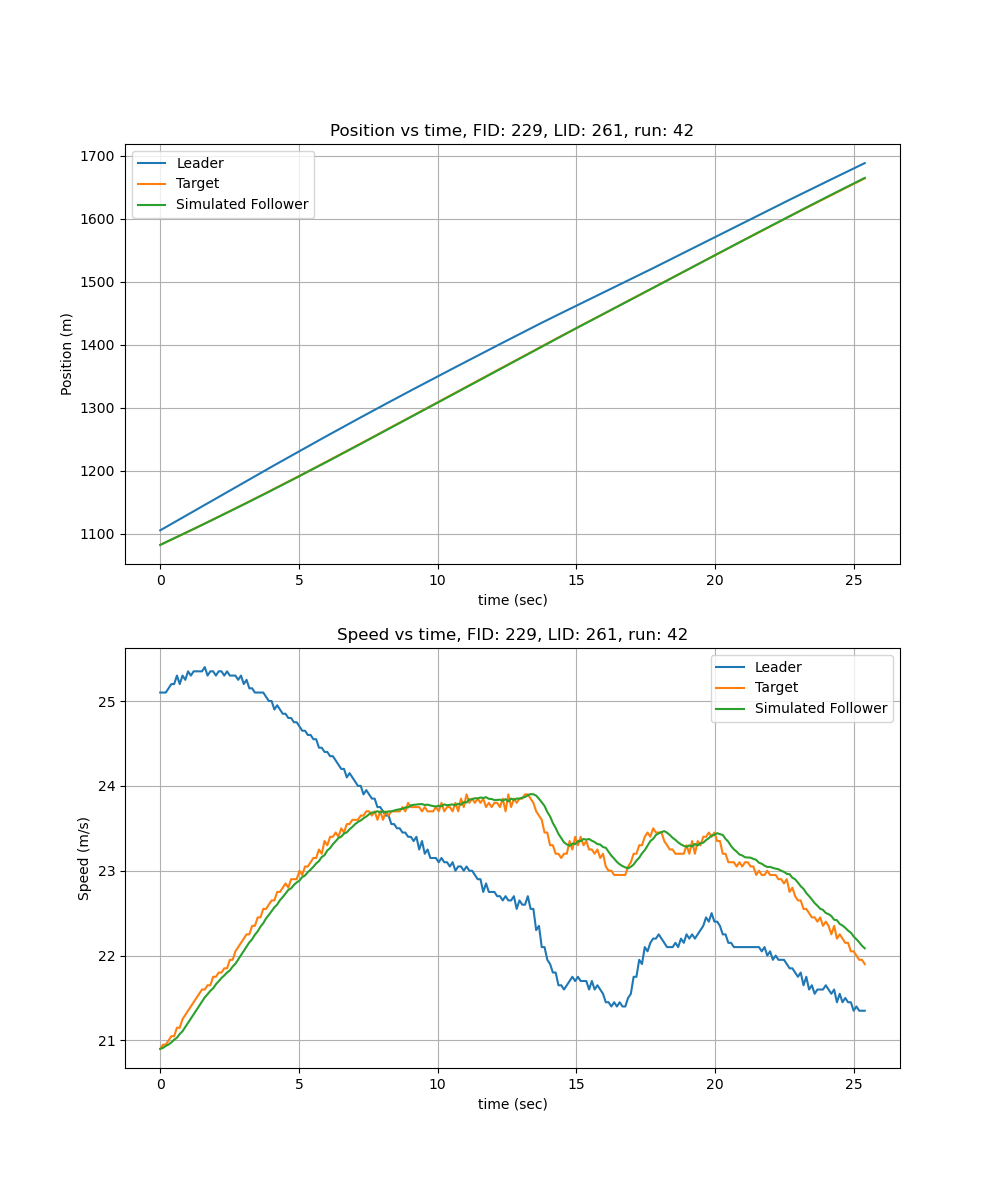 Position vs time, FID: 229, LID: 261, run: 42
Leader
Target
Simulated Follower
1700
1600
1500
1400
1300
1200
1100
Position (m)
0 5 10 15 20 25
time (sec)
Speed vs time, FID: 229, LID: 261, run: 42
Leader
Target
Simulated Follower
25
24
23
22
21
Speed (m/s)
0 5 10 15 20 25
time (sec)